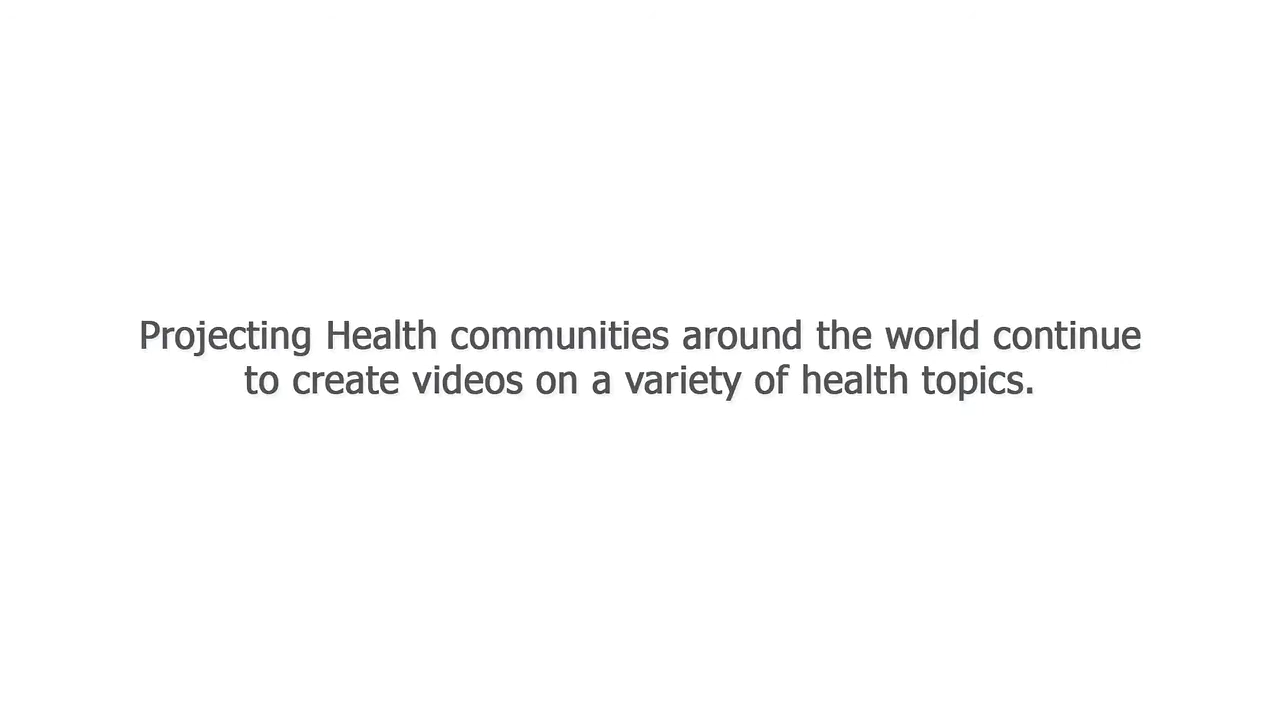 Projecting Health communities around the world continue
to create videos on a variety of health topics.